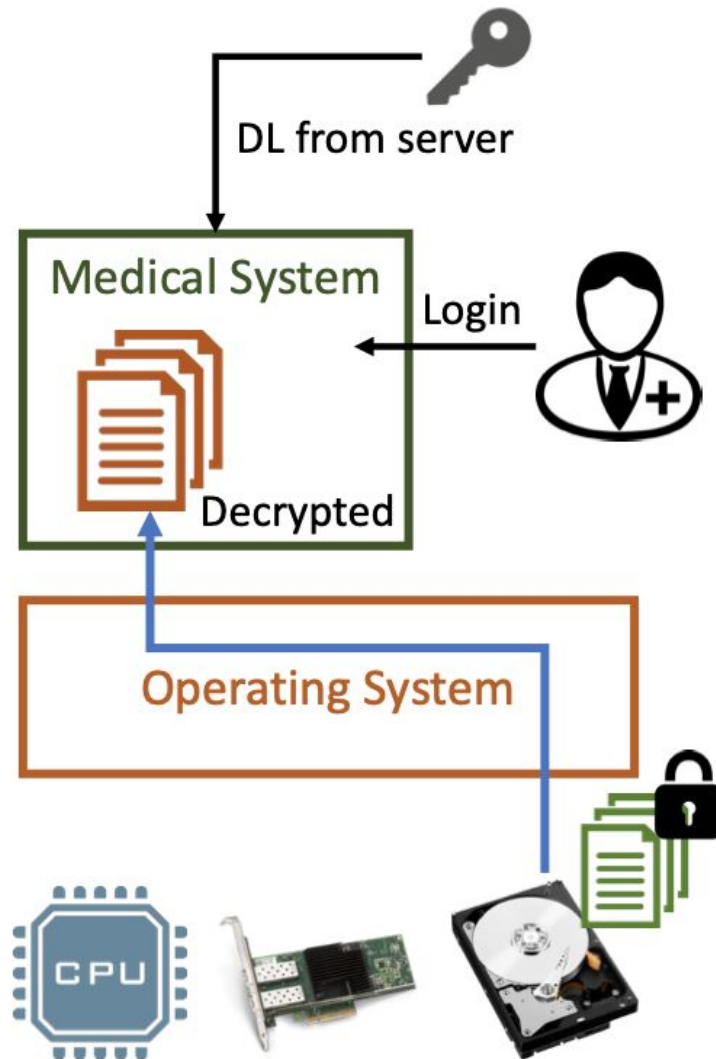 DL from server
Medical System
Login
Decrypted
Operating System
CPU